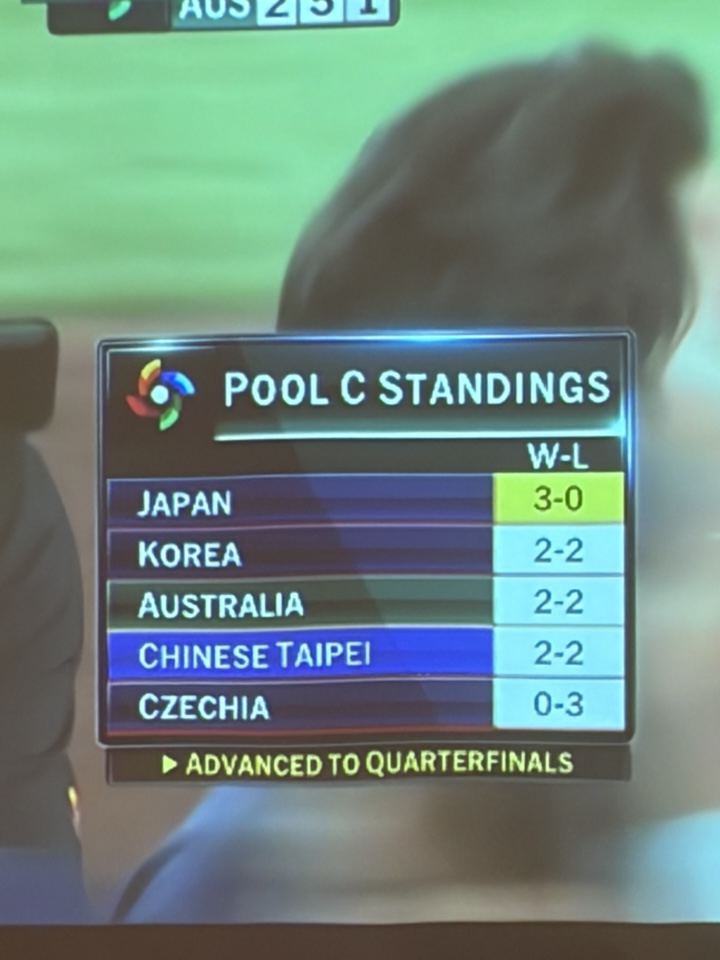 AUS 2 5 1
POOL C STANDINGS
W-L
JAPAN 3-0
KOREA 2-2
AUSTRALIA 2-2
CHINESE TAIPEI 2-2
CZECHIA 0-3
▶ ADVANCED TO QUARTERFINALS